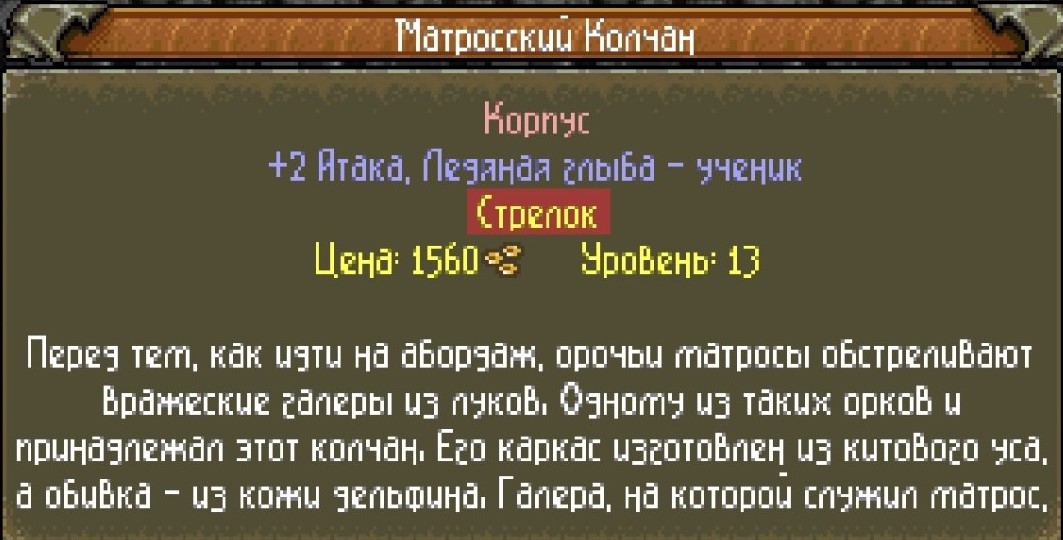 Матросский Колчан
Корпус
+2 Атака, Ледяная глыба - ученик
Стрелок
Цена: 1560 Уровень: 13
Перед тем, как идти на абордаж, орочьи матросы обстреливают
вражеские галеры из луков. Одному из таких орков и
принадлежал этот колчан. Его каркас изготовлен из китового уса,
а обивка - из кожи дельфина. Галера, на которой служил матрос,